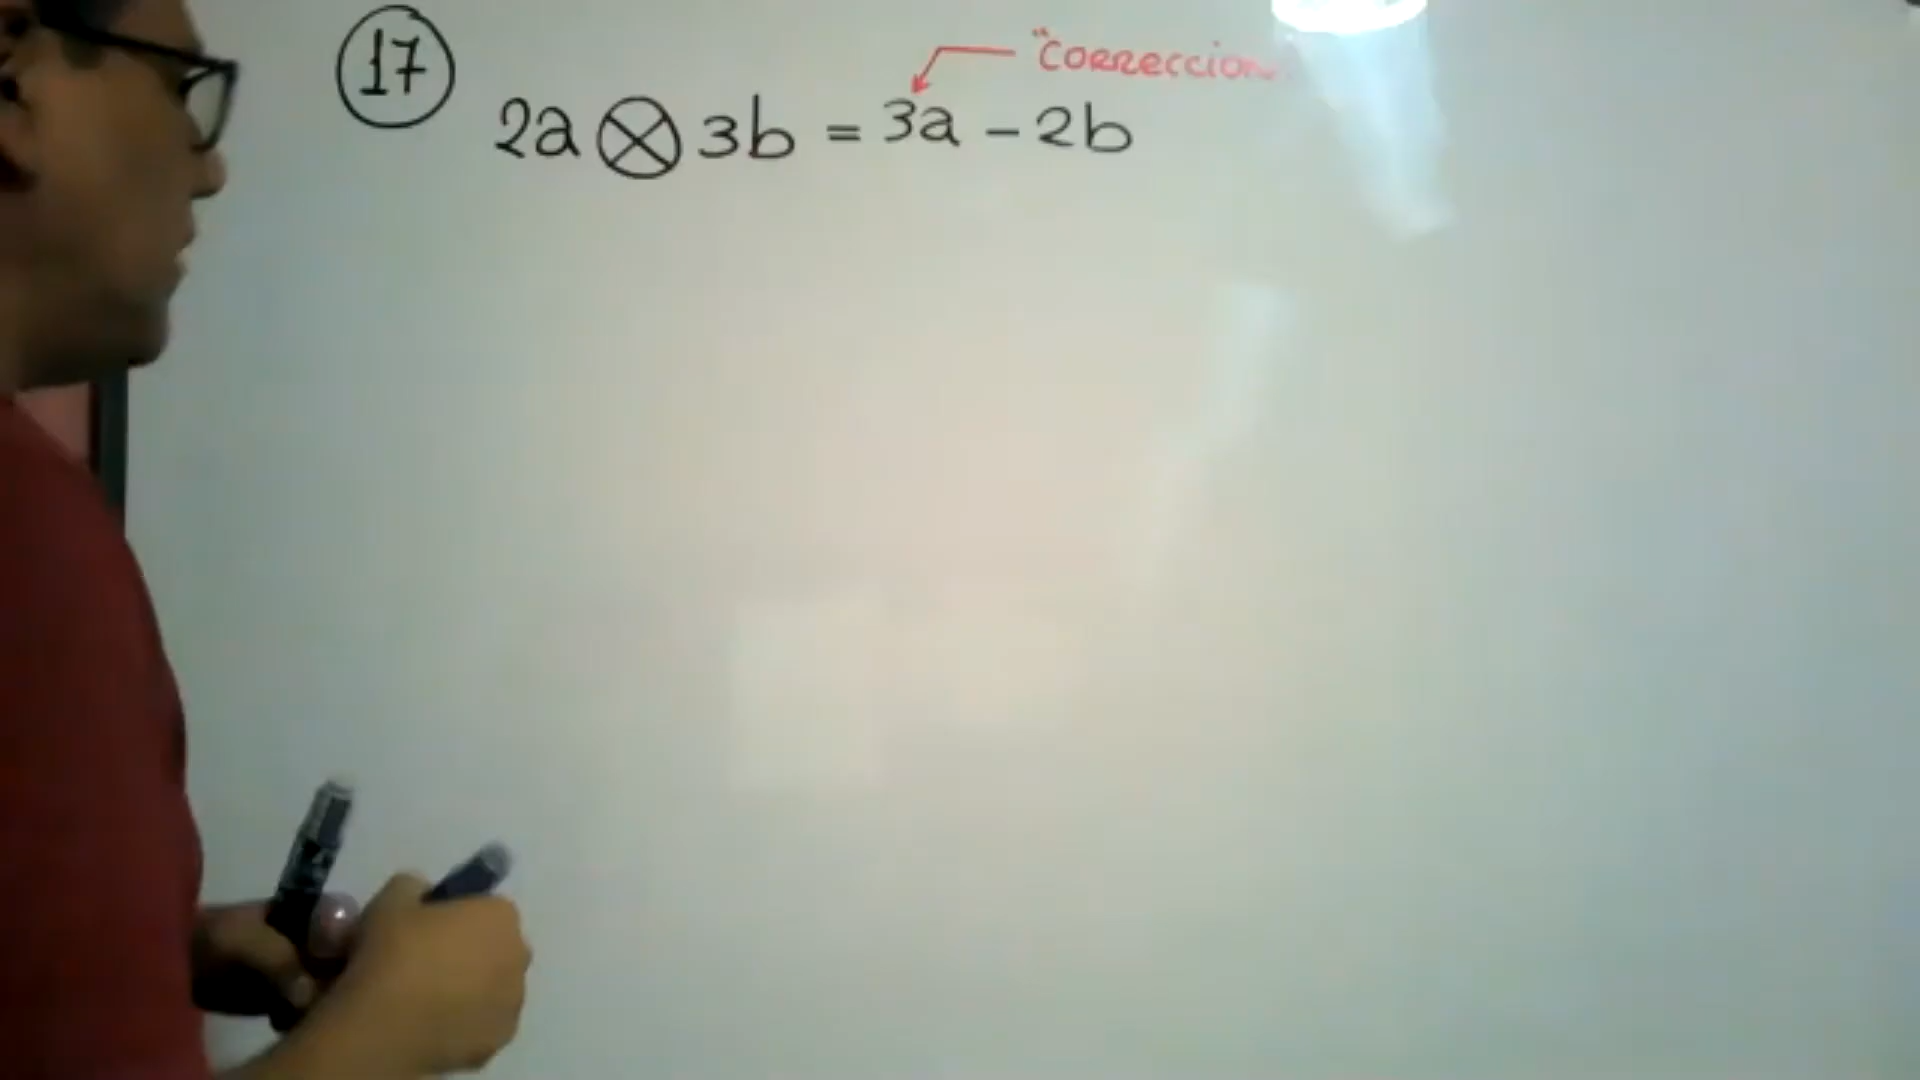 17
"Correccion
2a ⊗ 3b = 3a - 2b